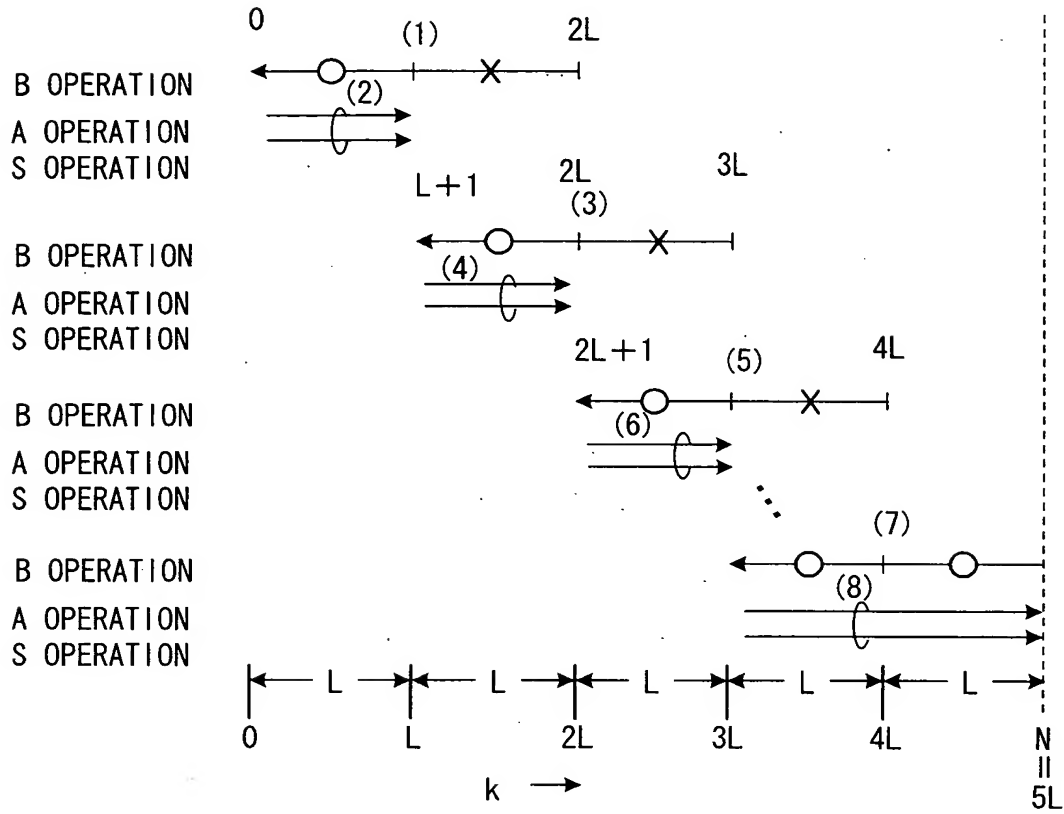 0 (1) 2L
B OPERATION
(2)
A OPERATION
S OPERATION
L+1 2L 3L
(3)
B OPERATION
(4)
A OPERATION
S OPERATION
2L+1 (5) 4L
B OPERATION
(6)
A OPERATION
S OPERATION
(7)
B OPERATION
(8)
A OPERATION
S OPERATION
L L L L L
0 L 2L 3L 4L N
k
=
5L